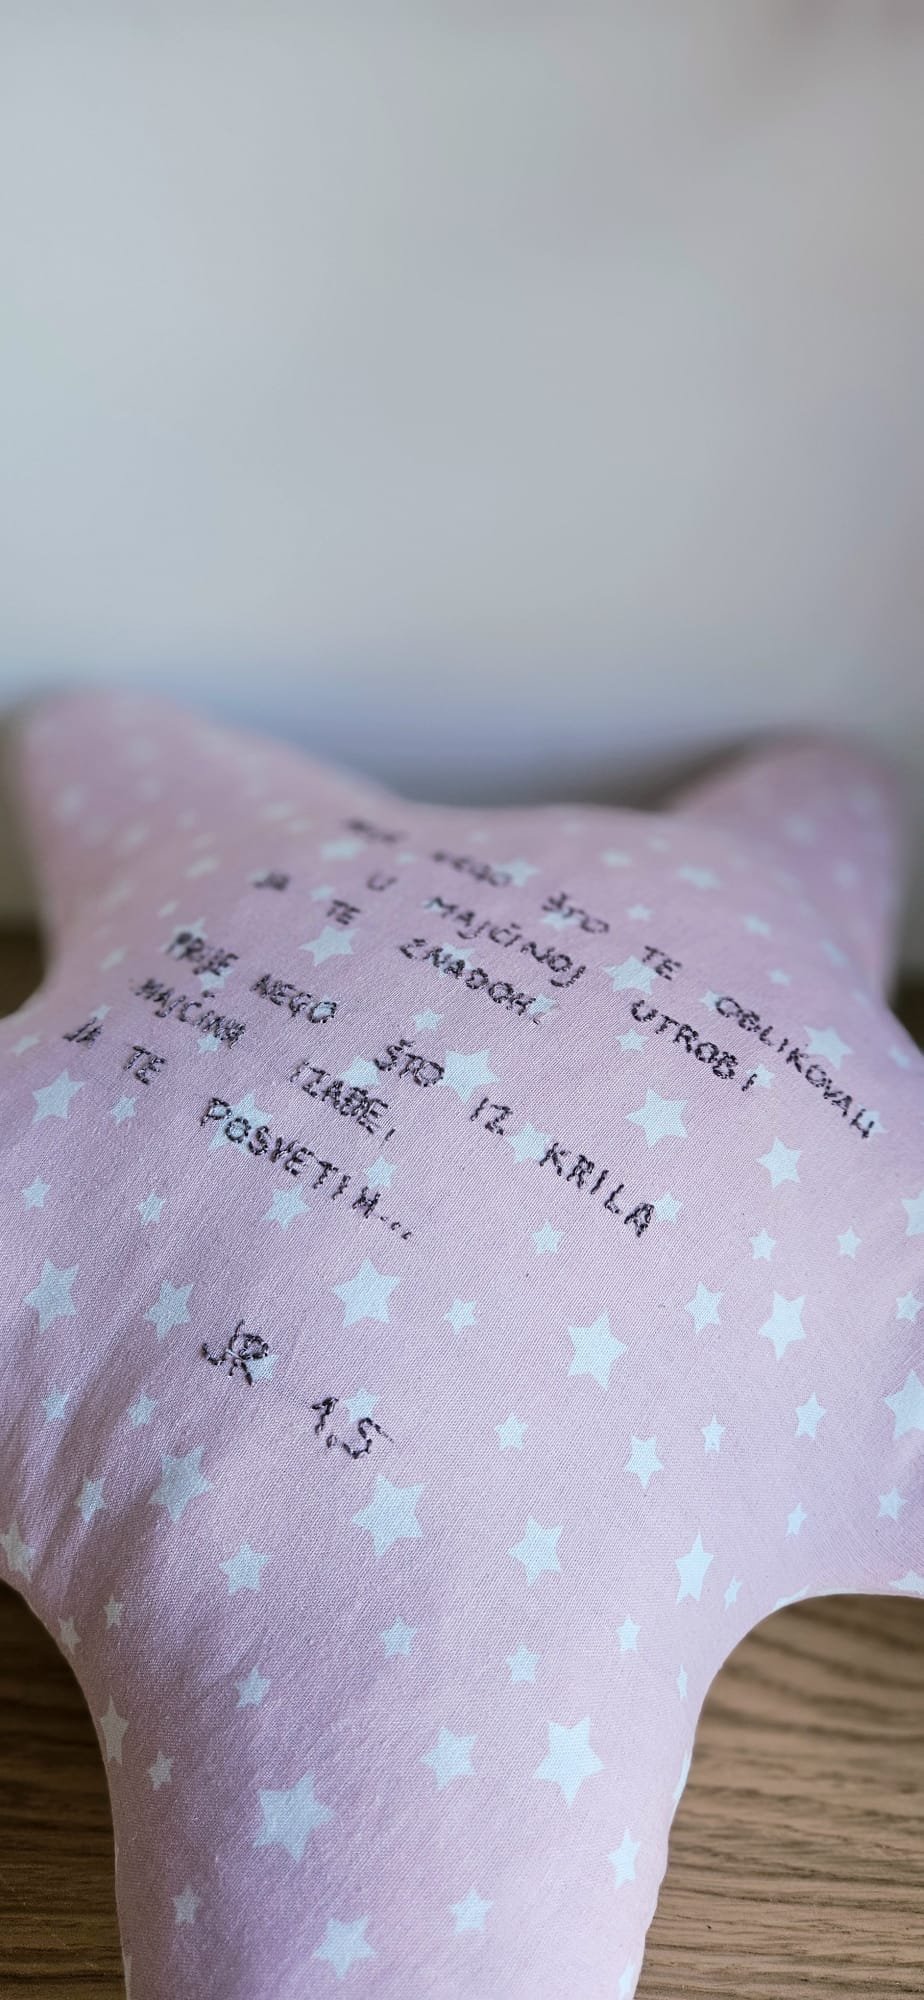 NEGO ŠTO TE OBLIKOVAH
U MAJČINOJ UTROBI
JA TE ZNADOH!
PRIJE NEGO ŠTO IZ KRILA
MAJČINA IZAĐE,
JA TE POSVETIH...
JR 1,5